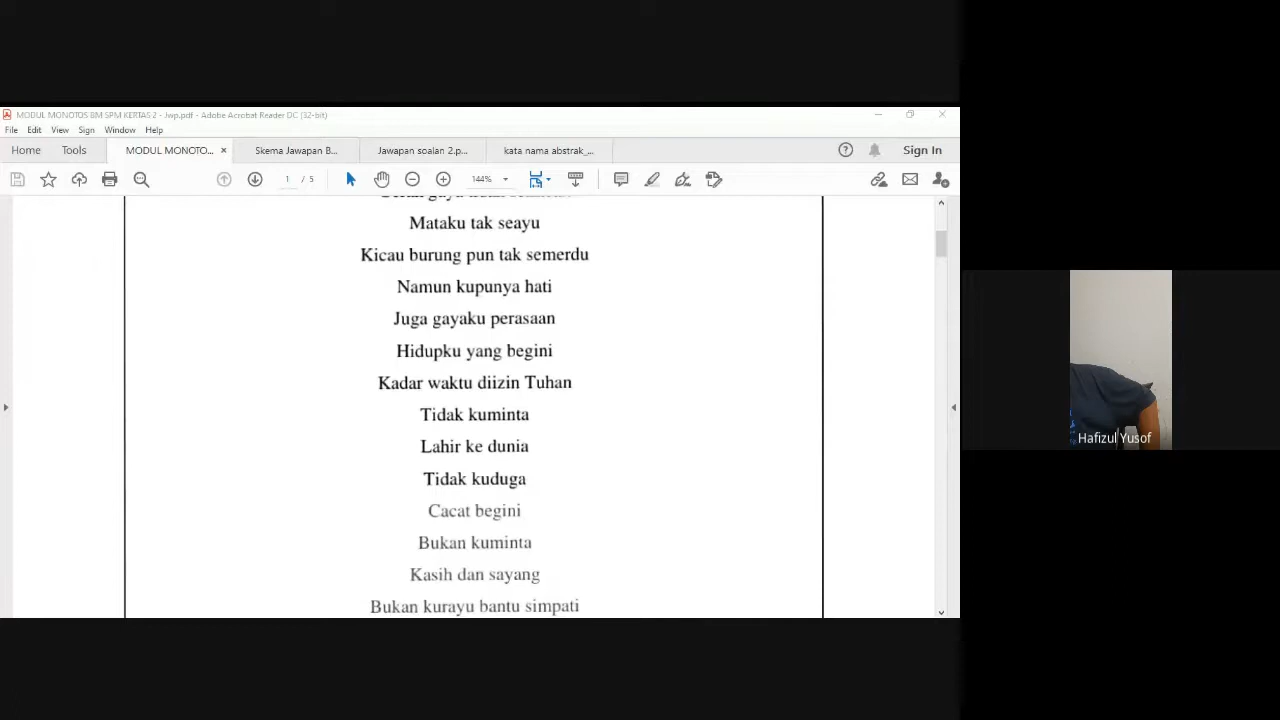 MODUL MONOTOS BM SPM KERTAS 2 - Jwp.pdf - Adobe Acrobat Reader DC (32-bit)
File Edit View Sign Window Help
Home Tools MODUL MONOTO... × Skema Jawapan B... Jawapan soalan 2.p... kata nama abstrak_... Sign In
1 / 5 144%
Mataku tak seayu
Kicau burung pun tak semerdu
Namun kupunya hati
Juga gayaku perasaan
Hidupku yang begini
Kadar waktu diizin Tuhan
Tidak kuminta
Lahir ke dunia
Tidak kuduga
Cacat begini
Bukan kuminta
Kasih dan sayang
Bukan kurayu bantu simpati
Hafizul Yusof